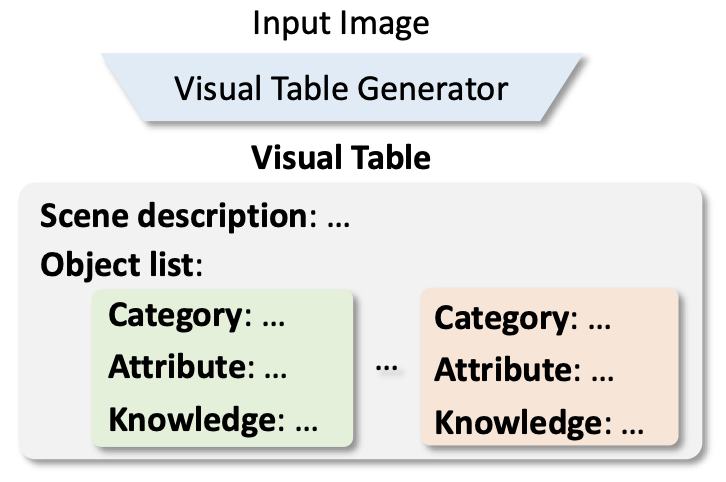 Input Image
Visual Table Generator
Visual Table
Scene description: ...
Object list:
Category: ...
Attribute: ...
Knowledge: ...
...
Category: ...
Attribute: ...
Knowledge: ...